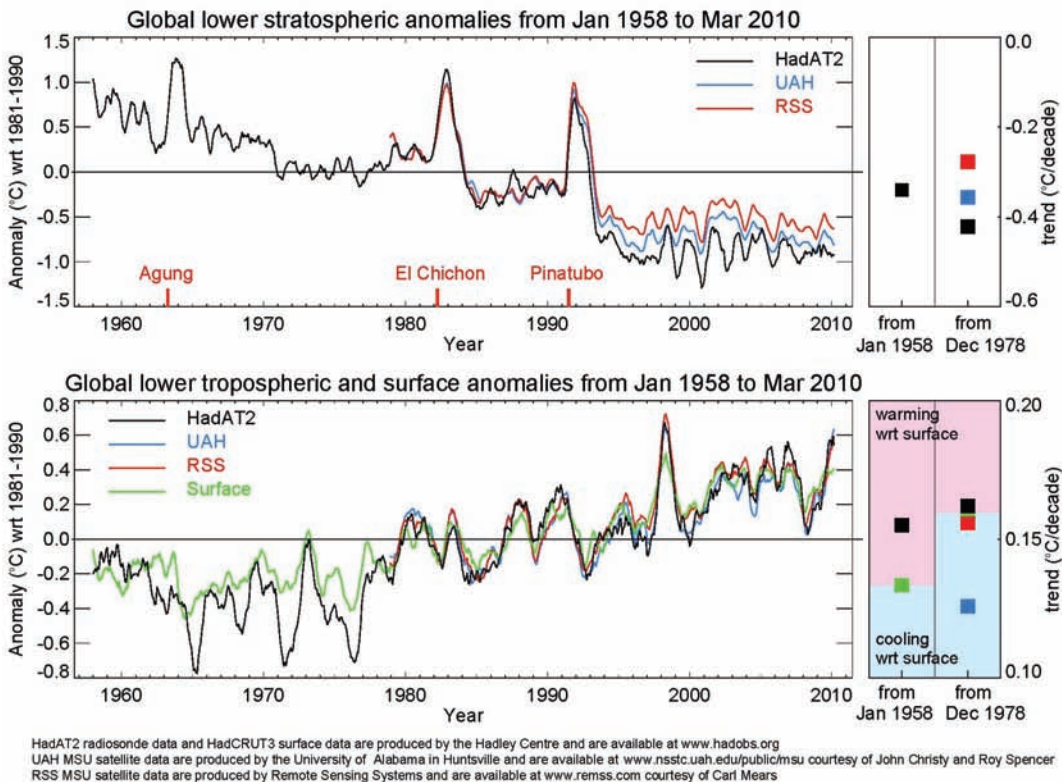 Global lower stratospheric anomalies from Jan 1958 to Mar 2010
Anomaly (°C) wrt 1981-1990
1.5
1.0
0.5
0.0
-0.5
-1.0
-1.5
HadAT2
UAH
RSS
Agung
El Chichon
Pinatubo
1960 1970 1980 1990 2000 2010
Year
0.0
-0.2
-0.4
-0.6
trend (°C/decade)
from
Jan 1958
from
Dec 1978
Global lower tropospheric and surface anomalies from Jan 1958 to Mar 2010
Anomaly (°C) wrt 1981-1990
0.8
0.6
0.4
0.2
0.0
-0.2
-0.4
-0.6
-0.8
HadAT2
UAH
RSS
Surface
1960 1970 1980 1990 2000 2010
Year
warming
wrt surface
cooling
wrt surface
0.20
0.15
0.10
trend (°C/decade)
from
Jan 1958
from
Dec 1978
HadAT2 radiosonde data and HadCRUT3 surface data are produced by the Hadley Centre and are available at www.hadobs.org
UAH MSU satellite data are produced by the University of Alabama in Huntsville and are available at www.nsstc.uah.edu/public/msu courtesy of John Christy and Roy Spencer
RSS MSU satellite data are produced by Remote Sensing Systems and are available at www.remss.com courtesy of Carl Mears